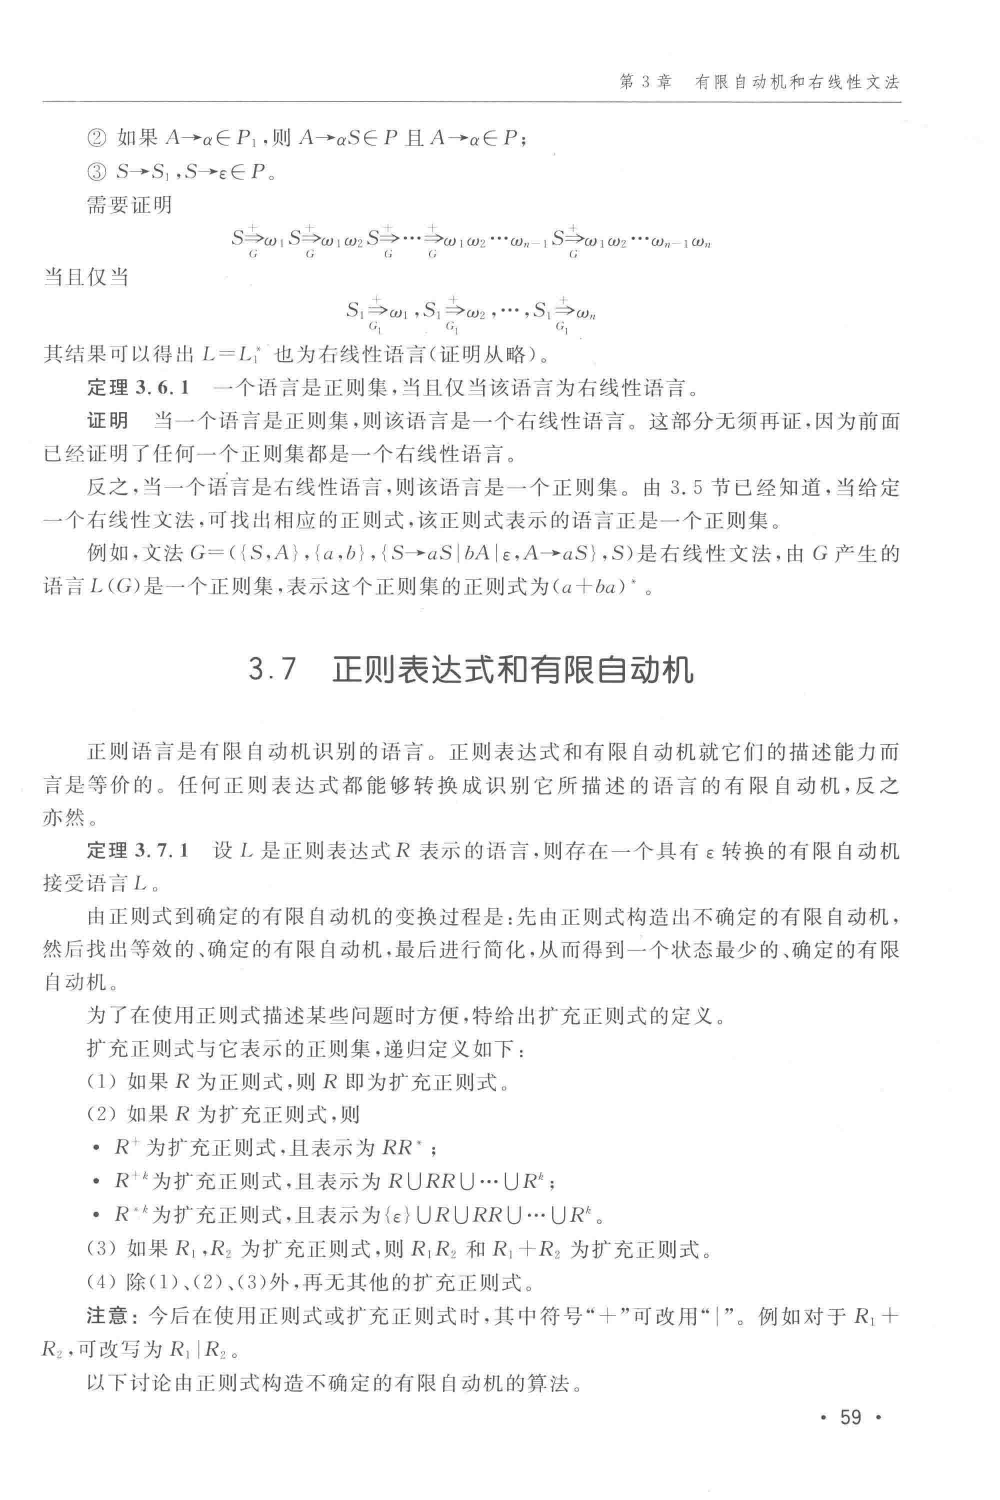 第 3 章 有限自动机和右线性文法
② 如果 A→α∈P₁,则 A→αS∈P 且 A→α∈P;
③ S→S₁,S→ε∈P。
需要证明
S⇒⁺_G ω₁S⇒⁺_G ω₁ω₂S⇒⁺_G …⇒⁺_G ω₁ω₂…ωₙ₋₁S⇒⁺_G ω₁ω₂…ωₙ₋₁ωₙ
当且仅当
S₁⇒⁺_G₁ ω₁,S₁⇒⁺_G₁ ω₂,…,S₁⇒⁺_G₁ ωₙ
其结果可以得出 L=L₁* 也为右线性语言(证明从略)。
定理 3.6.1 一个语言是正则集,当且仅当该语言为右线性语言。
证明 当一个语言是正则集,则该语言是一个右线性语言。这部分无须再证,因为前面
已经证明了任何一个正则集都是一个右线性语言。
反之,当一个语言是右线性语言,则该语言是一个正则集。由 3.5 节已经知道,当给定
一个右线性文法,可找出相应的正则式,该正则式表示的语言正是一个正则集。
例如,文法 G=({S,A},{a,b},{S→aS|bA|ε,A→aS},S)是右线性文法,由 G 产生的
语言 L(G)是一个正则集,表示这个正则集的正则式为(a+ba)*。
3.7 正则表达式和有限自动机
正则语言是有限自动机识别的语言。正则表达式和有限自动机就它们的描述能力而
言是等价的。任何正则表达式都能够转换成识别它所描述的语言的有限自动机,反之
亦然。
定理 3.7.1 设 L 是正则表达式 R 表示的语言,则存在一个具有 ε 转换的有限自动机
接受语言 L。
由正则式到确定的有限自动机的变换过程是:先由正则式构造出不确定的有限自动机,
然后找出等效的、确定的有限自动机,最后进行简化,从而得到一个状态最少的、确定的有限
自动机。
为了在使用正则式描述某些问题时方便,特给出扩充正则式的定义。
扩充正则式与它表示的正则集,递归定义如下:
(1) 如果 R 为正则式,则 R 即为扩充正则式。
(2) 如果 R 为扩充正则式,则
• R⁺ 为扩充正则式,且表示为 RR*;
• R⁺ᵏ 为扩充正则式,且表示为 R∪RR∪…∪Rᵏ;
• R*ᵏ 为扩充正则式,且表示为{ε}∪R∪RR∪…∪Rᵏ。
(3) 如果 R₁,R₂ 为扩充正则式,则 R₁R₂ 和 R₁+R₂ 为扩充正则式。
(4) 除(1)、(2)、(3)外,再无其他的扩充正则式。
注意: 今后在使用正则式或扩充正则式时,其中符号“+”可改用“|”。例如对于 R₁+
R₂,可改写为 R₁|R₂。
以下讨论由正则式构造不确定的有限自动机的算法。
• 59 •